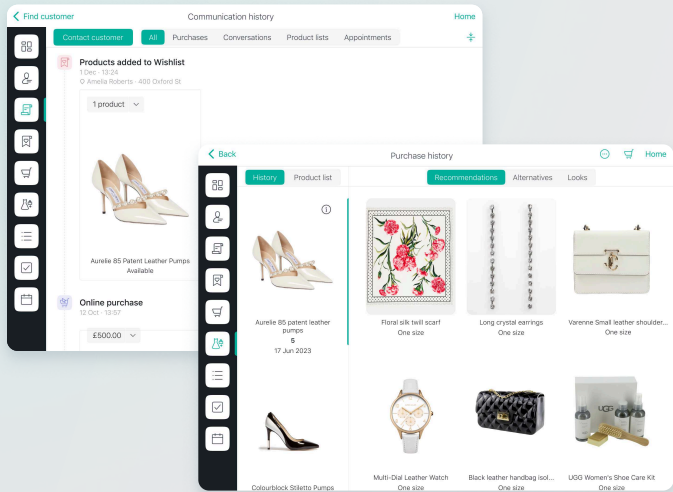 Find customer
Communication history
Home
Contact customer
All
Purchases
Conversations
Product lists
Appointments
Products added to Wishlist
1 Dec · 13:24
Amelia Roberts · 400 Oxford St
1 product
Aurelie 85 Patent Leather Pumps
Available
Online purchase
12 Oct · 13:57
£500.00
Back
Purchase history
Home
History
Product list
Recommendations
Alternatives
Looks
Aurelie 85 patent leather
pumps
5
17 Jun 2023
Floral silk twill scarf
One size
Long crystal earrings
One size
Varenne Small leather shoulder...
One size
Colourblock Stiletto Pumps
Multi-Dial Leather Watch
One size
Black leather handbag isol...
One size
UGG
UGG Women's Shoe Care Kit
One size